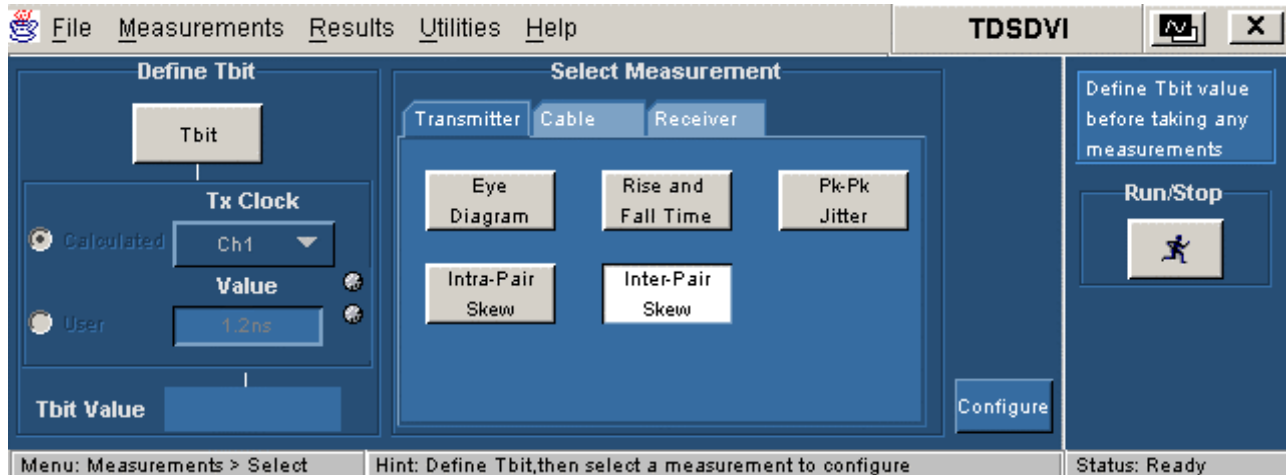 File Measurements Results Utilities Help TDSDVI X
Define Tbit
Tbit
Tx Clock
Calculated
Ch1
Value
User
1.2ns
Tbit Value
Select Measurement
Transmitter Cable Receiver
Eye
Diagram
Rise and
Fall Time
Pk-Pk
Jitter
Intra-Pair
Skew
Inter-Pair
Skew
Configure
Define Tbit value
before taking any
measurements
Run/Stop
Menu: Measurements > Select
Hint: Define Tbit,then select a measurement to configure
Status: Ready